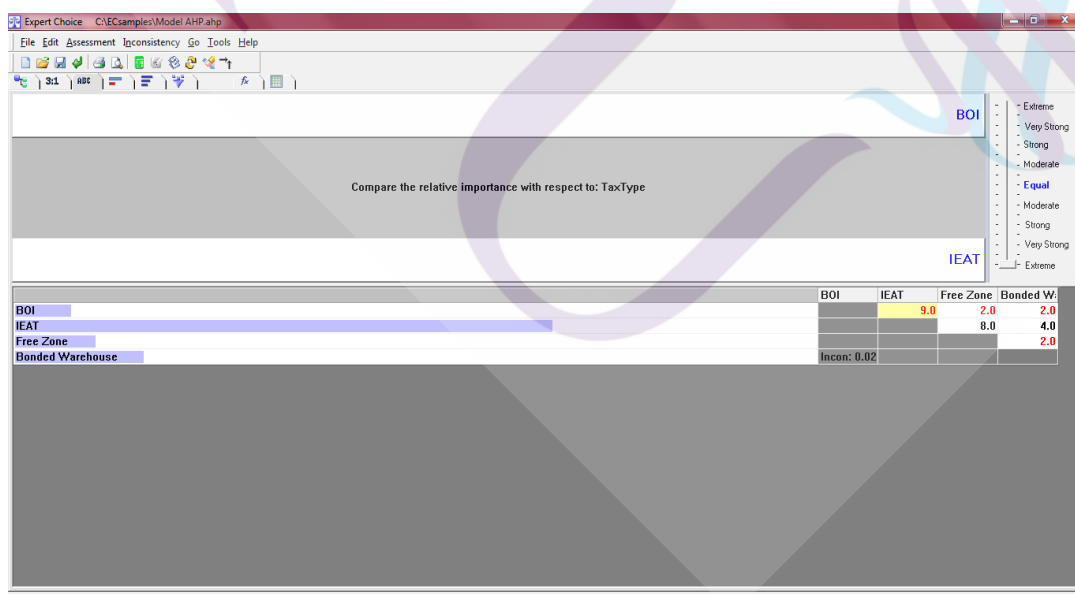 Expert Choice C:\ECsamples\Model AHP.ahp
File Edit Assessment Inconsistency Go Tools Help
3:1 ABC fx
BOI
Extreme
Very Strong
Strong
Moderate
Compare the relative importance with respect to: TaxType
Equal
Moderate
Strong
Very Strong
IEAT
Extreme
BOI IEAT Free Zone Bonded Wa
BOI 9.0 2.0 2.0
IEAT 8.0 4.0
Free Zone 2.0
Bonded Warehouse Incon: 0.02